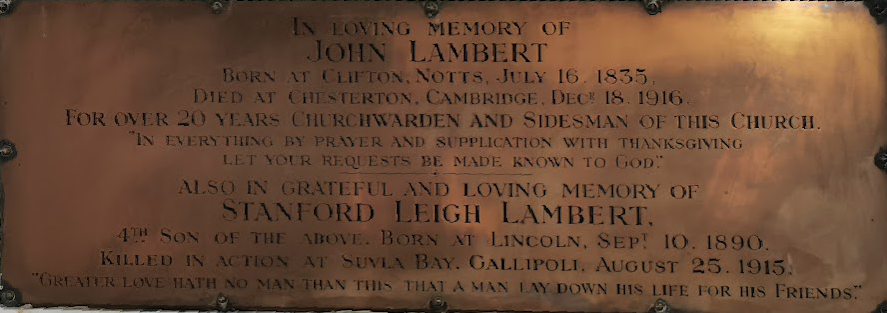 In loving memory of
John Lambert
Born at Clifton, Notts, July 16. 1835.
Died at Chesterton, Cambridge, Decr 18. 1916.
For over 20 years Churchwarden and Sidesman of this Church.
"In everything by prayer and supplication with thanksgiving
let your requests be made known to God".
Also in grateful and loving memory of
Stanford Leigh Lambert,
4th Son of the above. Born at Lincoln, Sept. 10. 1890.
Killed in action at Suvla Bay, Gallipoli, August 25. 1915.
"Greater love hath no man than this that a man lay down his life for his Friends".